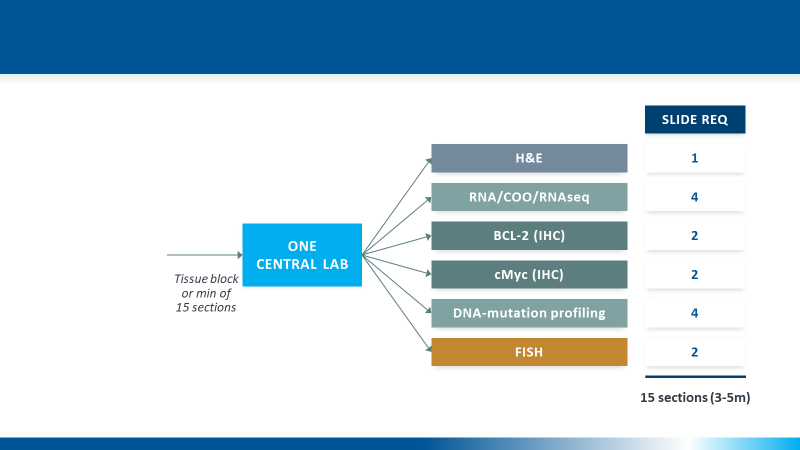 SLIDE REQ
H&E 1
RNA/COO/RNAseq 4
BCL-2 (IHC) 2
ONE
CENTRAL LAB
cMyc (IHC) 2
Tissue block
or min of
15 sections
DNA-mutation profiling 4
FISH 2
15 sections (3-5m)